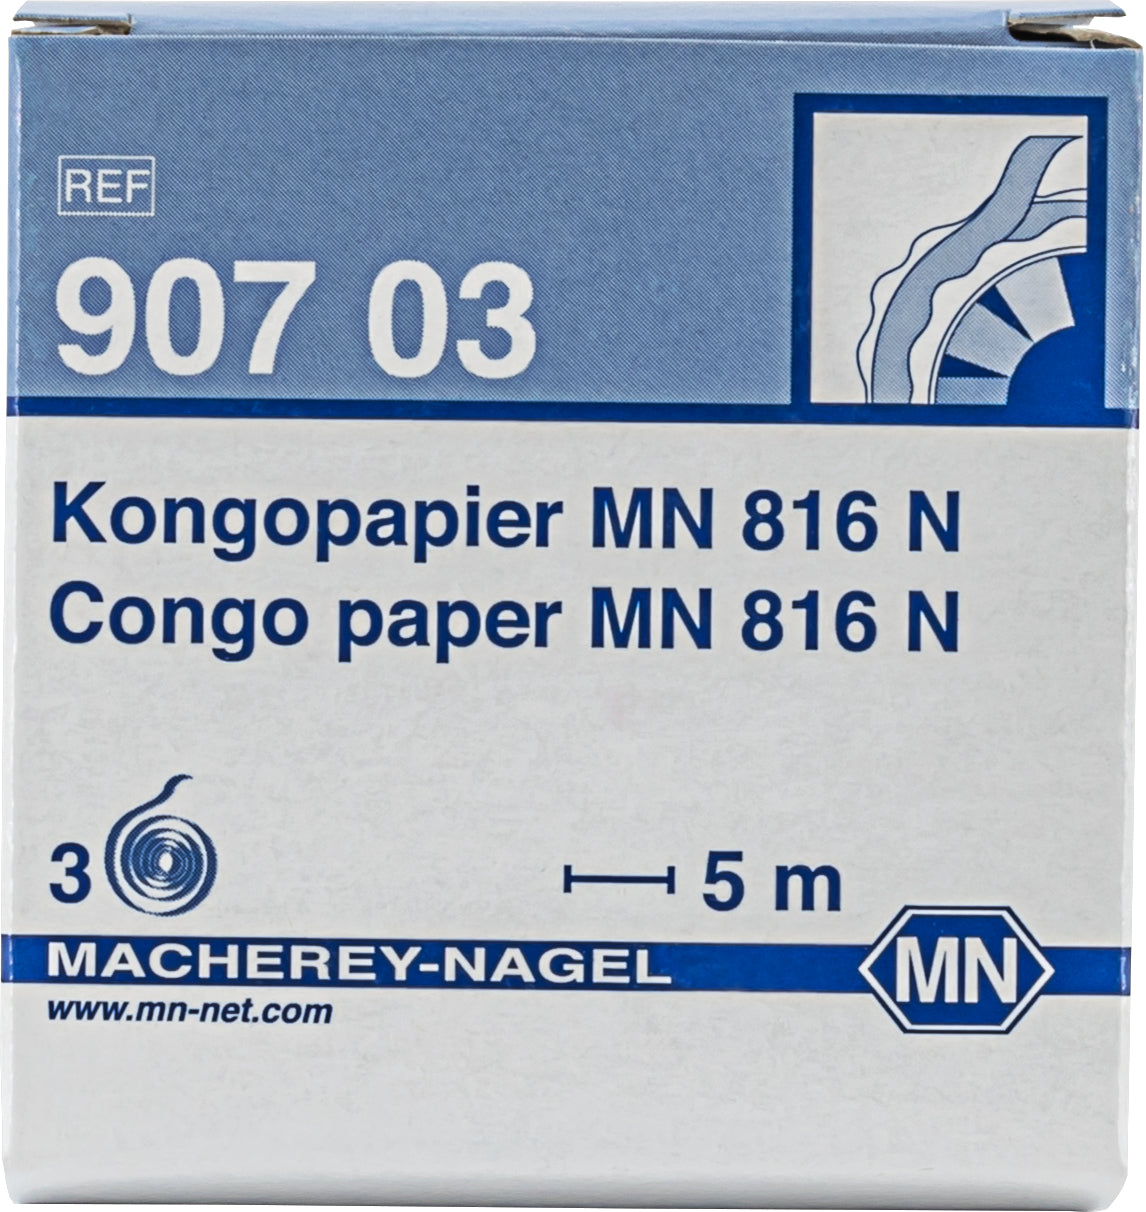 REF
907 03
Kongopapier MN 816 N
Congo paper MN 816 N
3
5 m
MACHEREY-NAGEL
MN
www.mn-net.com